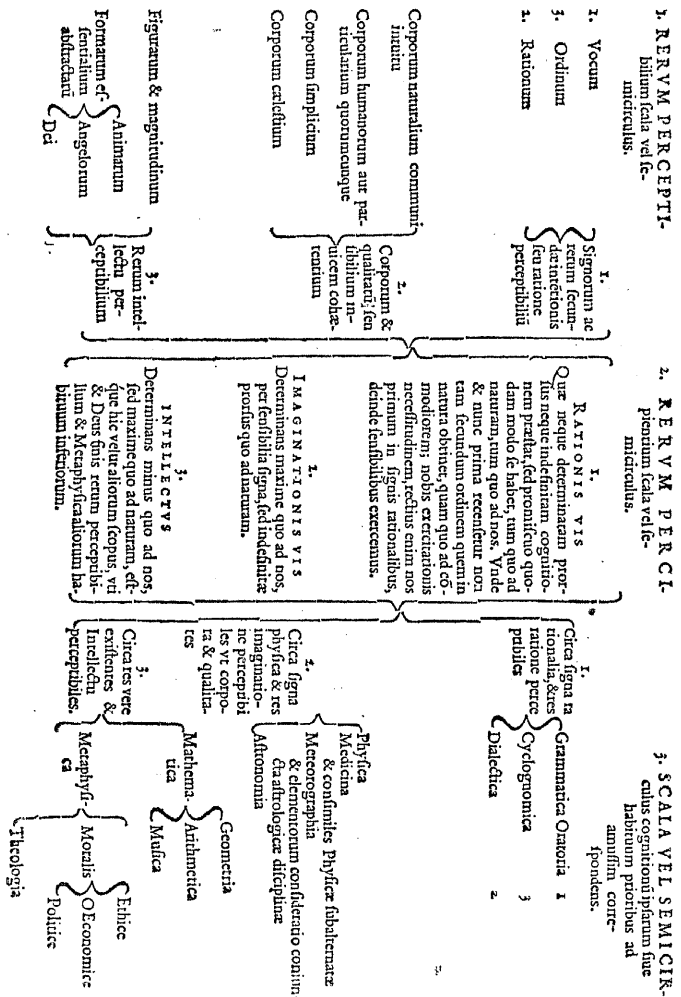 1. RERVM PERCEPTI-
bilium scala vel se-
micirculus.
1. Vocum
3. Ordinum
2. Rationum
1.
Signorum ac
rerum secun-
dæ intētionis
seu ratione
perceptibiliū
Corporum naturalium communi
intuitu
Corporum humanorum aut par-
ticularium quorumcunque
Corporum simplicium
Corporum cælestium
2.
Corporum &
qualitatū, seu
sibilium in-
uicem cohæ-
rentium
Figurarum & magnitudinum
Formarum es-
sentialium
abstractarū
Animarum
Angelorum
Dei
3.
Rerum intel-
lectu per-
ceptibilium
2. RERVM PERCI-
pientium scala vel se-
micirculus.
1.
RATIONIS VIS
Quæ neque determinatam pror-
sus neque indefinitam cognitio-
nem præstat, sed promiscuo quo-
dam modo se habet, tum quo ad
naturam, tum quo ad nos. Vnde
& nunc prima recensetur non
tam secundum ordinem quem in
natura obtinet, quam quo ad cō-
modiorem; nobis exercitationis
necessitudinem, rectius enim nos
primum in signis rationalibus,
deinde sensibilibus exercemus.
2.
IMAGINATIONIS VIS
Determinans maxime quo ad nos,
per sensibilia signa, sed indefinitæ
prorsus quo ad naturam.
3.
INTELLECTVS
Determinans minus quo ad nos,
sed maxime quo ad naturam, est-
que hic velut aliorum scopus, vti
& Deus finis rerum perceptibi-
lium & Metaphysica aliorum ha-
bituum inferiorum.
3. SCALA VEL SEMICIR-
culus cognitionū ipsarum siue
habituum prioribus ad
amussim corre-
spondens.
1.
Circa signa ra
tionalia, & res
ratione perce
ptibiles
Grammatica Oratoria 1
Cyclognomica 3
Dialectica 2
2.
Circa signa
physica & res
imaginatio-
ne perceptibi
les vt corpo-
ra & qualita-
tes
Physica
Medicina
& consimiles Physicæ subalternatæ
Meteorographia
& elementorum consideratio coniun
cta astrologicæ disciplinæ
Astronomia
3.
Circa res vere
existentes &
Intellectu
perceptibiles.
Mathema-
tica
Geometria
Arithmetica
Musica
Metaphysi-
ca
Moralis
Ethice
OEconomice
Politice
Theologia